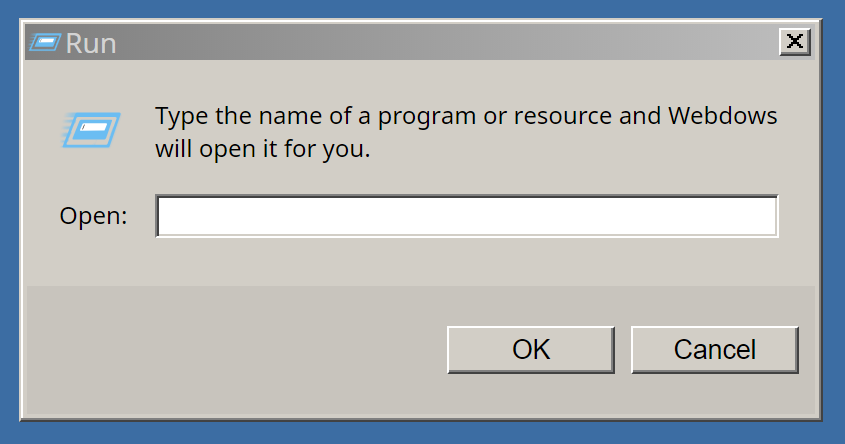 Run
Type the name of a program or resource and Webdows
will open it for you.
Open:
OK Cancel